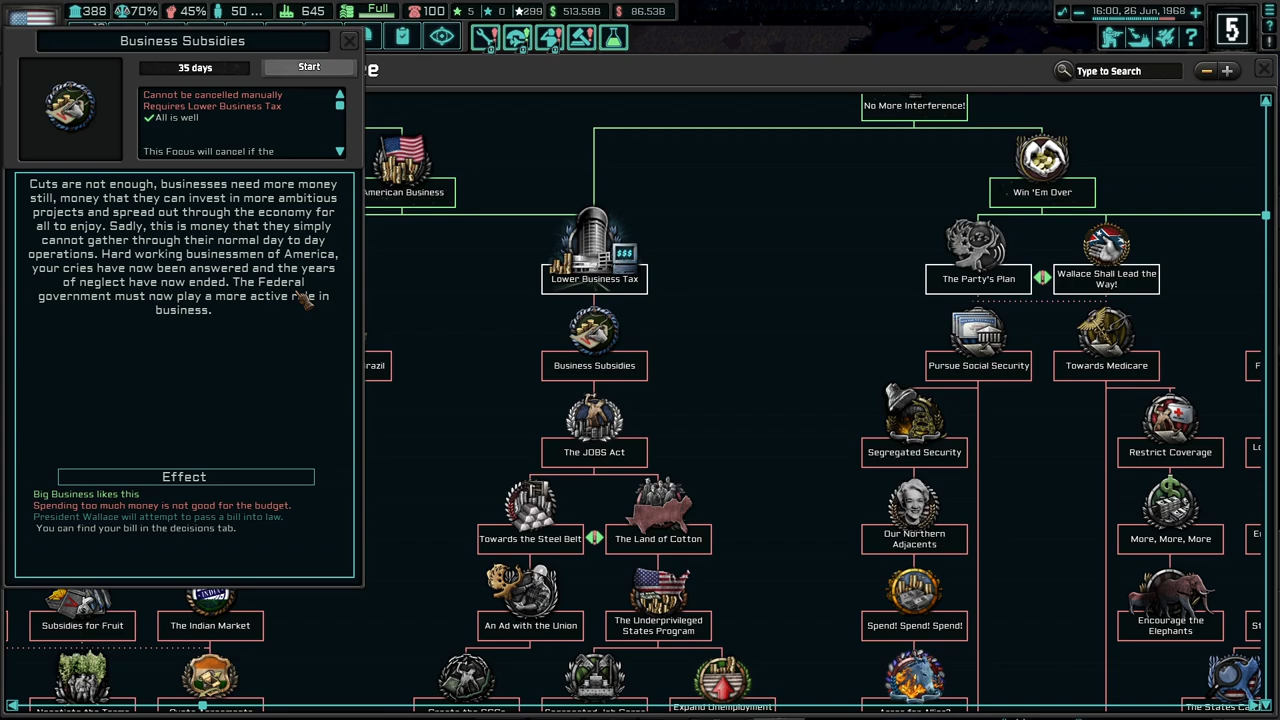 388
70%
45%
50 ...
645
Full
100
5
0
299
$ 513.59B
$ 86.53B
16:00, 26 Jun, 1968
5
Business Subsidies
35 days
Start
Cannot be cancelled manually
Requires Lower Business Tax
All is well
This Focus will cancel if the
Cuts are not enough, businesses need more money
still, money that they can invest in more ambitious
projects and spread out through the economy for
all to enjoy. Sadly, this is money that they simply
cannot gather through their normal day to day
operations. Hard working businessmen of America,
your cries have now been answered and the years
of neglect have now ended. The Federal
government must now play a more active role in
business.
Effect
Big Business likes this
Spending too much money is not good for the budget.
President Wallace will attempt to pass a bill into law.
You can find your bill in the decisions tab.
Type to Search
No More Interference!
American Business
Win 'Em Over
Lower Business Tax
The Party's Plan
Wallace Shall Lead the
Way!
Business Subsidies
Pursue Social Security
Towards Medicare
The JOBS Act
Segregated Security
Restrict Coverage
Towards the Steel Belt
The Land of Cotton
Our Northern
Adjacents
More, More, More
Subsidies for Fruit
The Indian Market
An Ad with the Union
The Underprivileged
States Program
Spend! Spend! Spend!
Encourage the
Elephants
Expand Unemployment